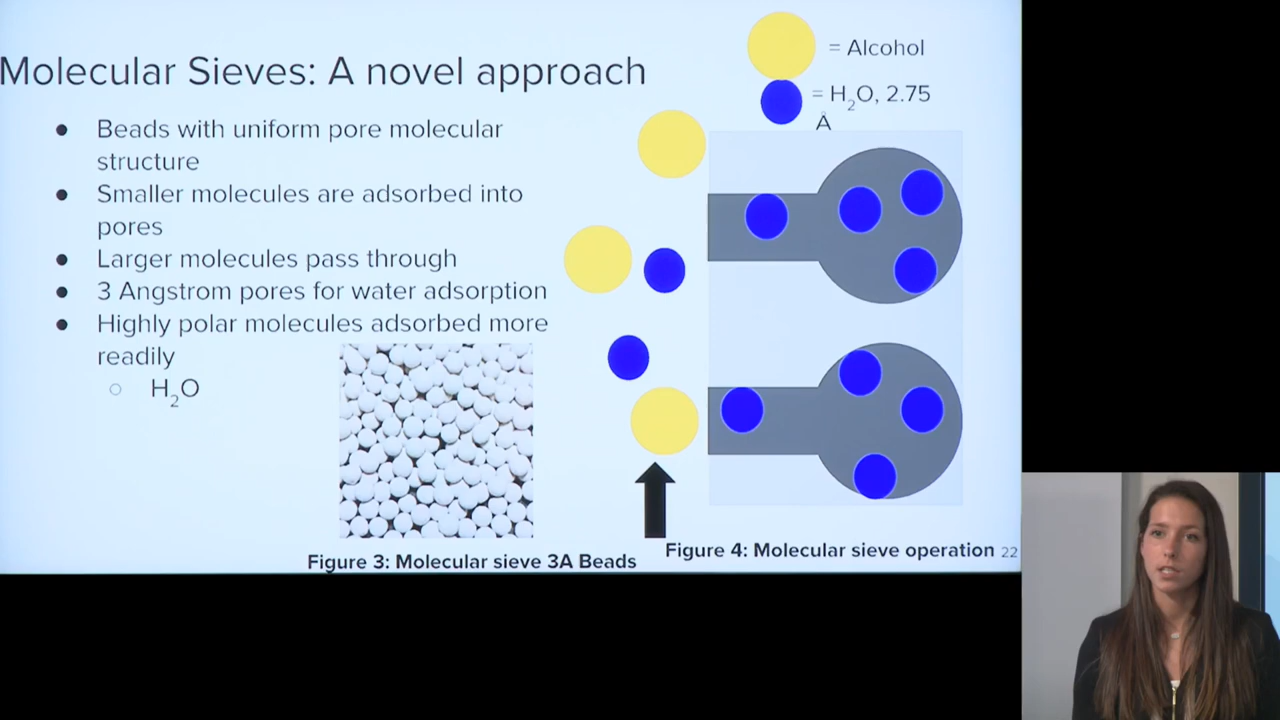 Molecular Sieves: A novel approach
● Beads with uniform pore molecular
structure
● Smaller molecules are adsorbed into
pores
● Larger molecules pass through
● 3 Angstrom pores for water adsorption
● Highly polar molecules adsorbed more
readily
○ H₂O
= Alcohol
= H₂O, 2.75
Å
Figure 3: Molecular sieve 3A Beads
Figure 4: Molecular sieve operation 22